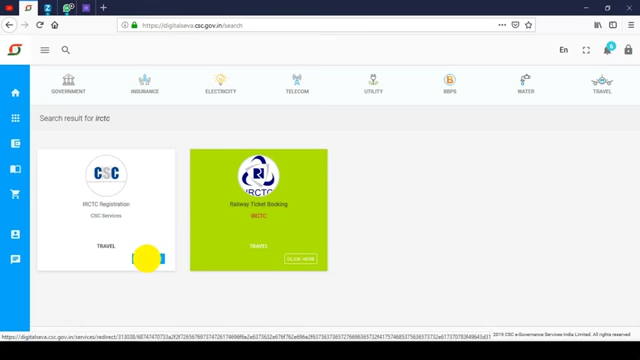 https://digitalseva.csc.gov.in/search
En
6
GOVERNMENT
INSURANCE
ELECTRICITY
TELECOM
UTILITY
BBPS
WATER
TRAVEL
Search result for irctc
CSC
IRCTC Registration
CSC Services
TRAVEL
IRCTC
Railway Ticket Booking
IRCTC
TRAVEL
CLICK HERE
2019 CSC e-Governance Services India Limited. All rights reserved